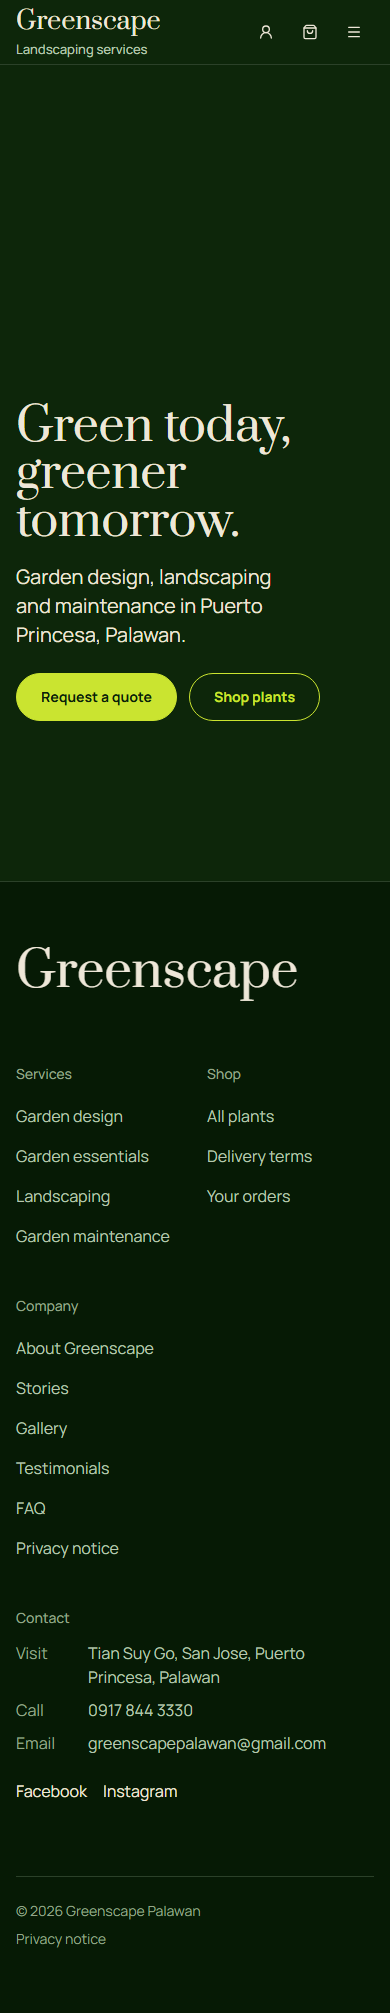 Greenscape
Landscaping services
Green today,
greener
tomorrow.
Garden design, landscaping
and maintenance in Puerto
Princesa, Palawan.
Request a quote
Shop plants
Greenscape
Services
Garden design
Garden essentials
Landscaping
Garden maintenance
Shop
All plants
Delivery terms
Your orders
Company
About Greenscape
Stories
Gallery
Testimonials
FAQ
Privacy notice
Contact
Visit Tian Suy Go, San Jose, Puerto
Princesa, Palawan
Call 0917 844 3330
Email greenscapepalawan@gmail.com
Facebook Instagram
© 2026 Greenscape Palawan
Privacy notice